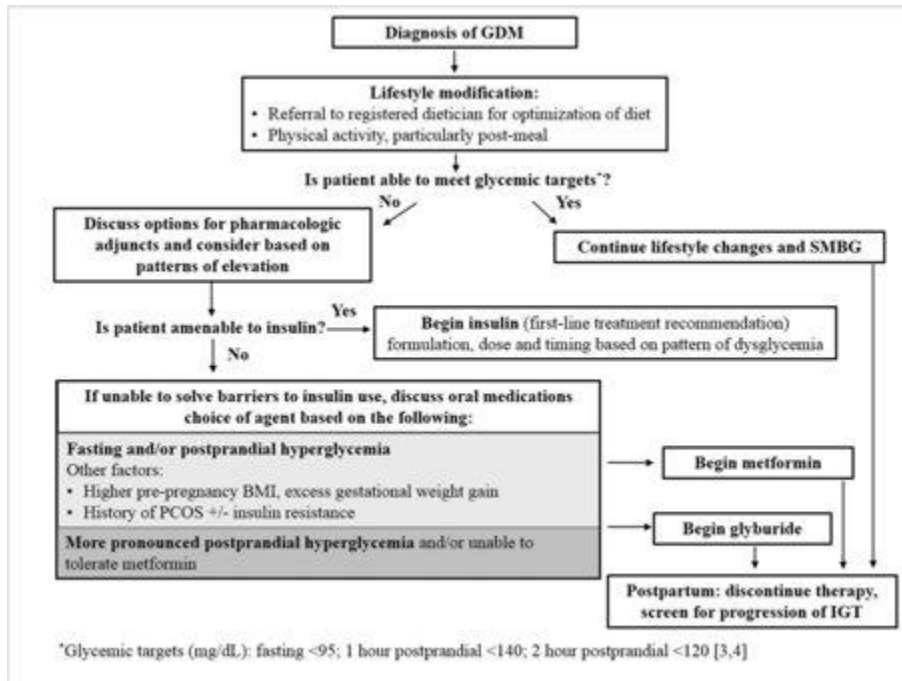 Diagnosis of GDM
Lifestyle modification:
• Referral to registered dietician for optimization of diet
• Physical activity, particularly post-meal
Is patient able to meet glycemic targets*?
No
Yes
Discuss options for pharmacologic
adjuncts and consider based on
patterns of elevation
Continue lifestyle changes and SMBG
Is patient amenable to insulin?
Yes
Begin insulin (first-line treatment recommendation)
formulation, dose and timing based on pattern of dysglycemia
No
If unable to solve barriers to insulin use, discuss oral medications
choice of agent based on the following:
Fasting and/or postprandial hyperglycemia
Other factors:
• Higher pre-pregnancy BMI, excess gestational weight gain
• History of PCOS +/- insulin resistance
Begin metformin
More pronounced postprandial hyperglycemia and/or unable to
tolerate metformin
Begin glyburide
Postpartum: discontinue therapy,
screen for progression of IGT
*Glycemic targets (mg/dL): fasting <95; 1 hour postprandial <140; 2 hour postprandial <120 [3,4]